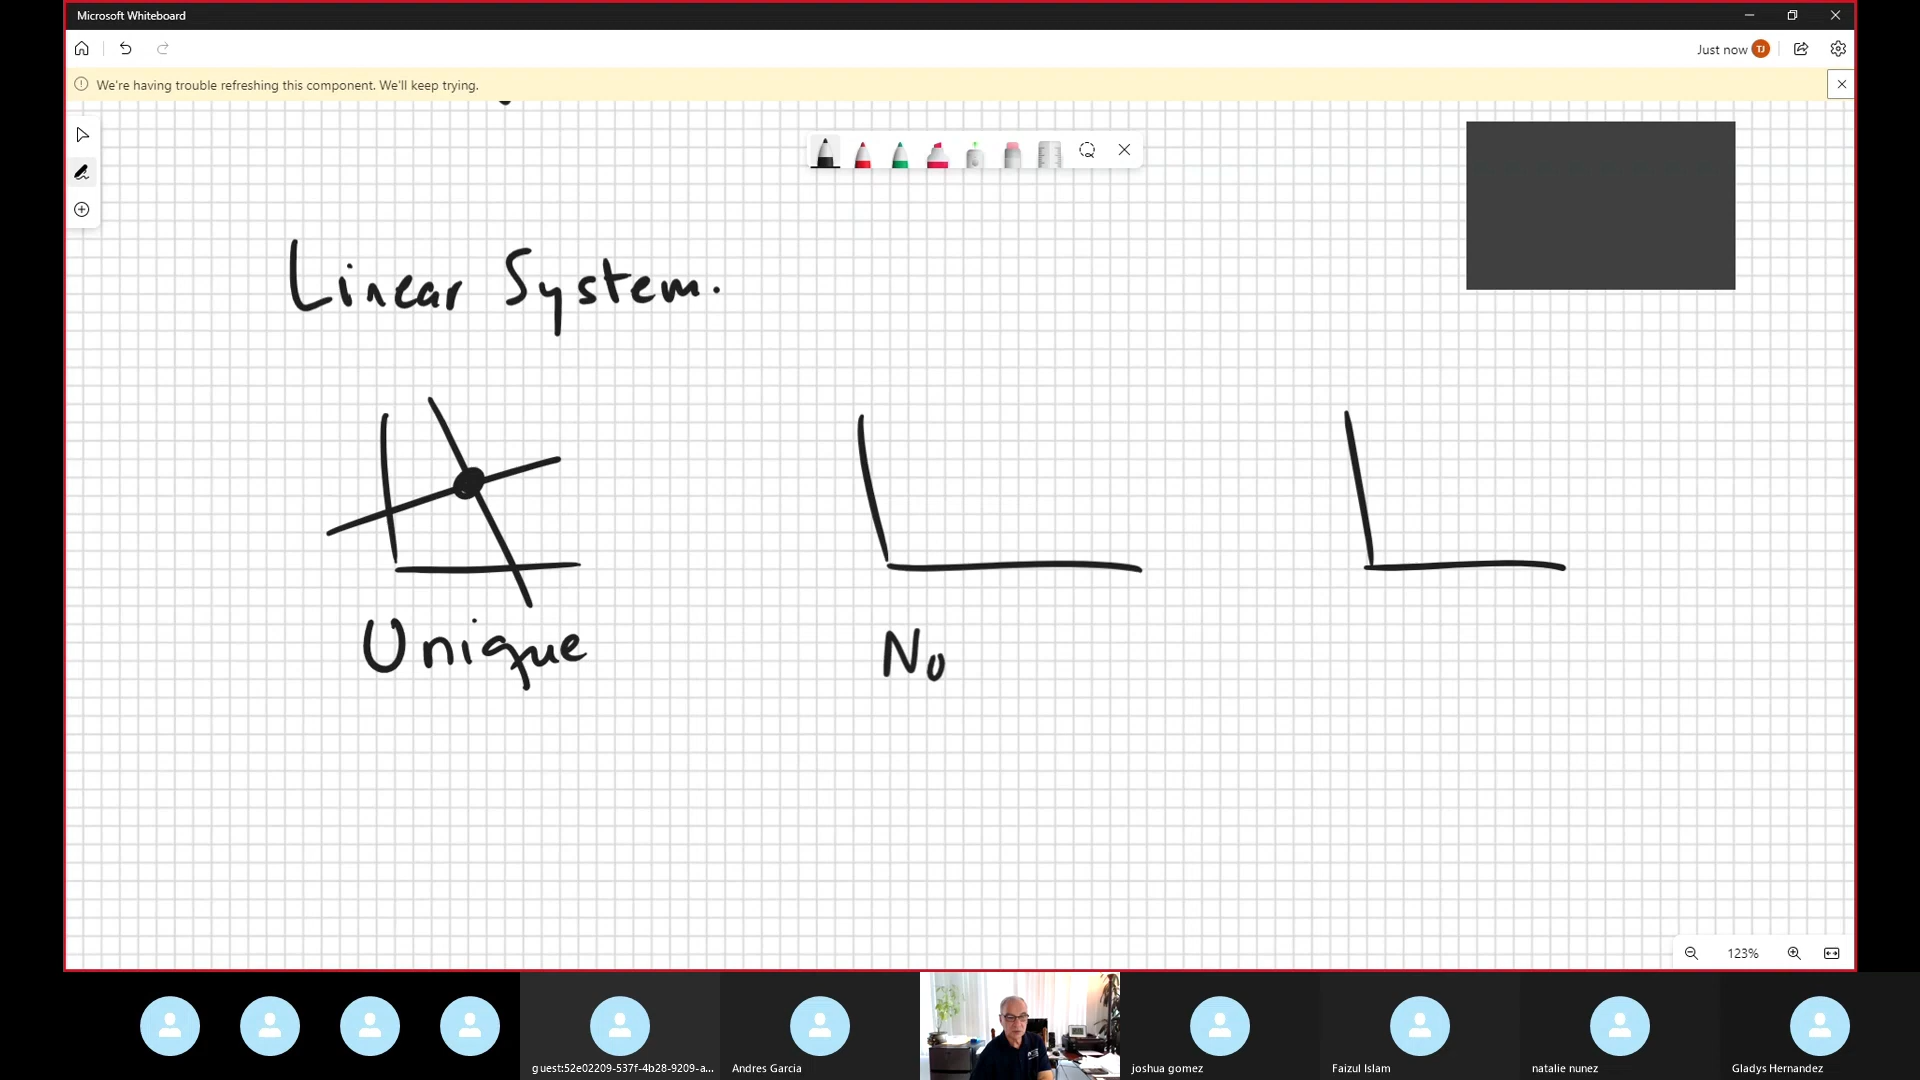 Microsoft Whiteboard
Just now TJ
We're having trouble refreshing this component. We'll keep trying.
Linear System.
Unique
No
123%
guest:52e02209-537f-4b28-9209-a...
Andres Garcia
joshua gomez
Faizul Islam
natalie nunez
Gladys Hernandez